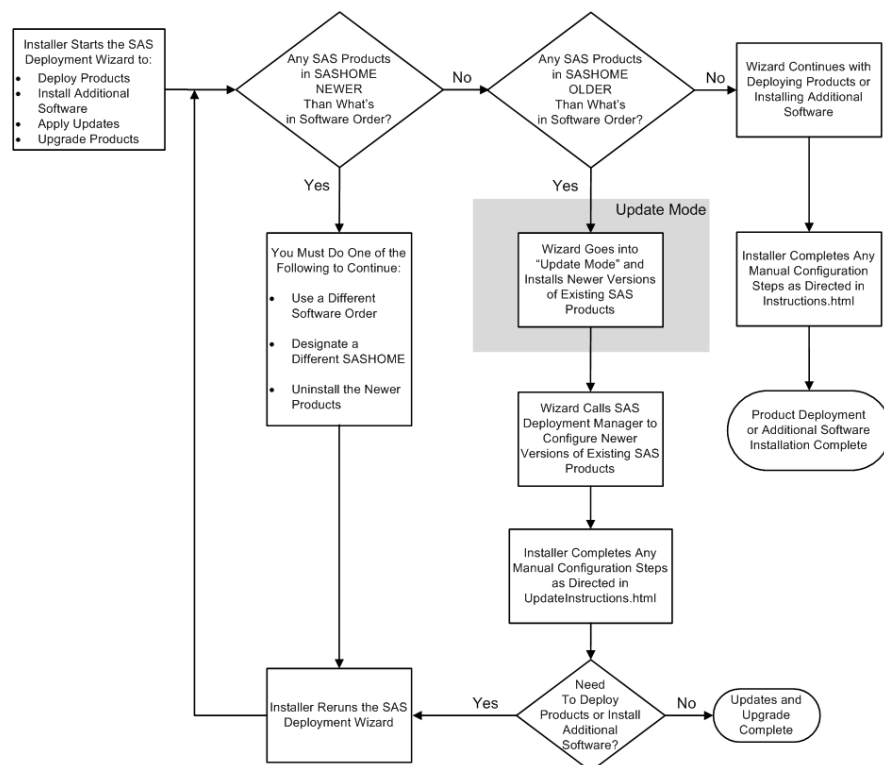 Installer Starts the SAS
Deployment Wizard to:
• Deploy Products
• Install Additional
Software
• Apply Updates
• Upgrade Products
Any SAS Products
in SASHOME
NEWER
Than What's
in Software Order?
No
Any SAS Products
in SASHOME
OLDER
Than What's
in Software Order?
No
Wizard Continues with
Deploying Products or
Installing Additional
Software
Yes
Yes
Update Mode
You Must Do One of the
Following to Continue:
• Use a Different
Software Order
• Designate a
Different SASHOME
• Uninstall the Newer
Products
Wizard Goes into
“Update Mode” and
Installs Newer Versions
of Existing SAS
Products
Installer Completes Any
Manual Configuration
Steps as Directed in
Instructions.html
Wizard Calls SAS
Deployment Manager to
Configure Newer
Versions of Existing SAS
Products
Product Deployment
or Additional Software
Installation Complete
Installer Completes Any
Manual Configuration Steps
as Directed in
UpdateInstructions.html
Installer Reruns the SAS
Deployment Wizard
Yes
Need
To Deploy
Products or Install
Additional
Software?
No
Updates and
Upgrade
Complete